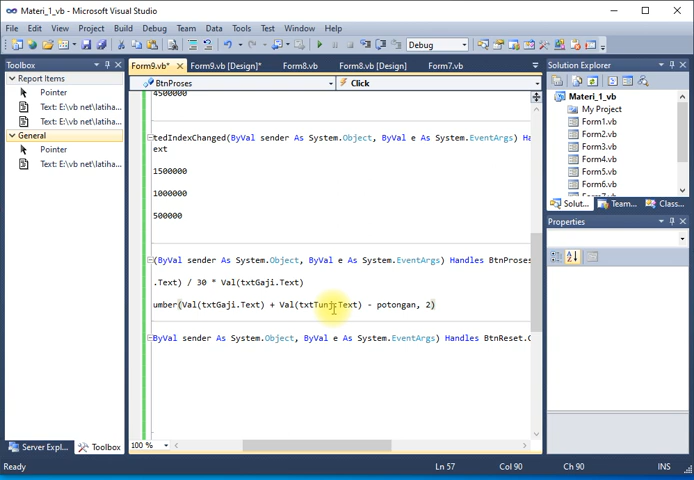 Materi_1_vb - Microsoft Visual Studio
File Edit View Project Build Debug Team Data Tools Test Window Help
Debug
Toolbox
Form9.vb* Form9.vb [Design]* Form8.vb Form8.vb [Design] Form7.vb
Solution Explorer
Report Items
Pointer
Text: E:\vb net\latiha...
Text: E:\vb net\latiha...
General
Pointer
Text: E:\vb net\latiha...
BtnProses Click
4500000
tedIndexChanged(ByVal sender As System.Object, ByVal e As System.EventArgs) Ha
ext
1500000
1000000
500000
(ByVal sender As System.Object, ByVal e As System.EventArgs) Handles BtnProses
.Text) / 30 * Val(txtGaji.Text)
umber(Val(txtGaji.Text) + Val(txtTunj.Text) - potongan, 2)
ByVal sender As System.Object, ByVal e As System.EventArgs) Handles BtnReset.C
Materi_1_vb
My Project
Form1.vb
Form2.vb
Form3.vb
Form4.vb
Form5.vb
Form6.vb
Solut... Team... Class...
Properties
100 %
Server Expl... Toolbox
Ready Ln 57 Col 90 Ch 90 INS